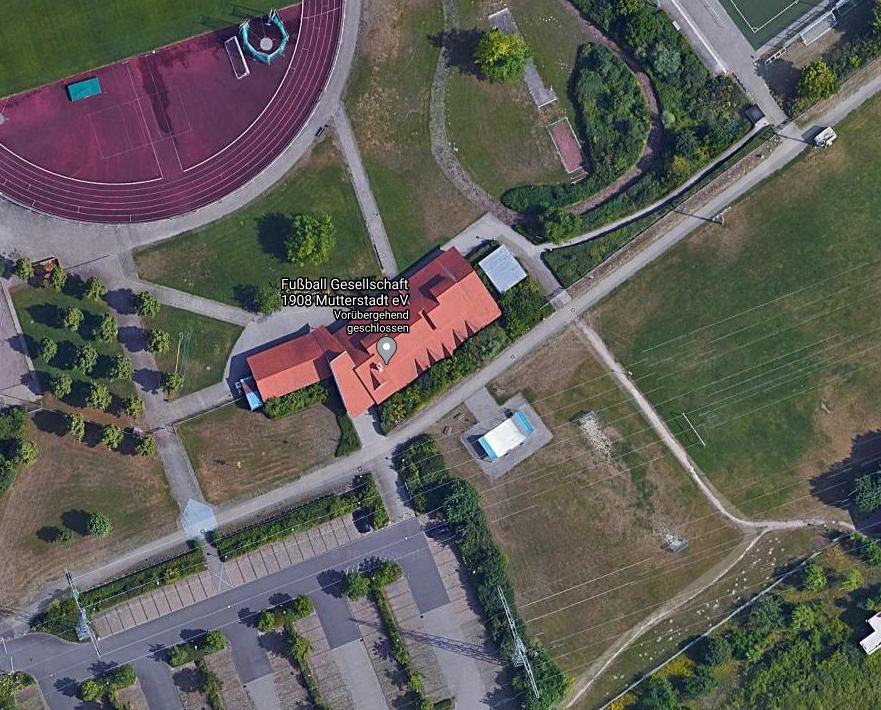 Fußball Gesellschaft
1908 Mutterstadt eV
Vorübergehend
geschlossen